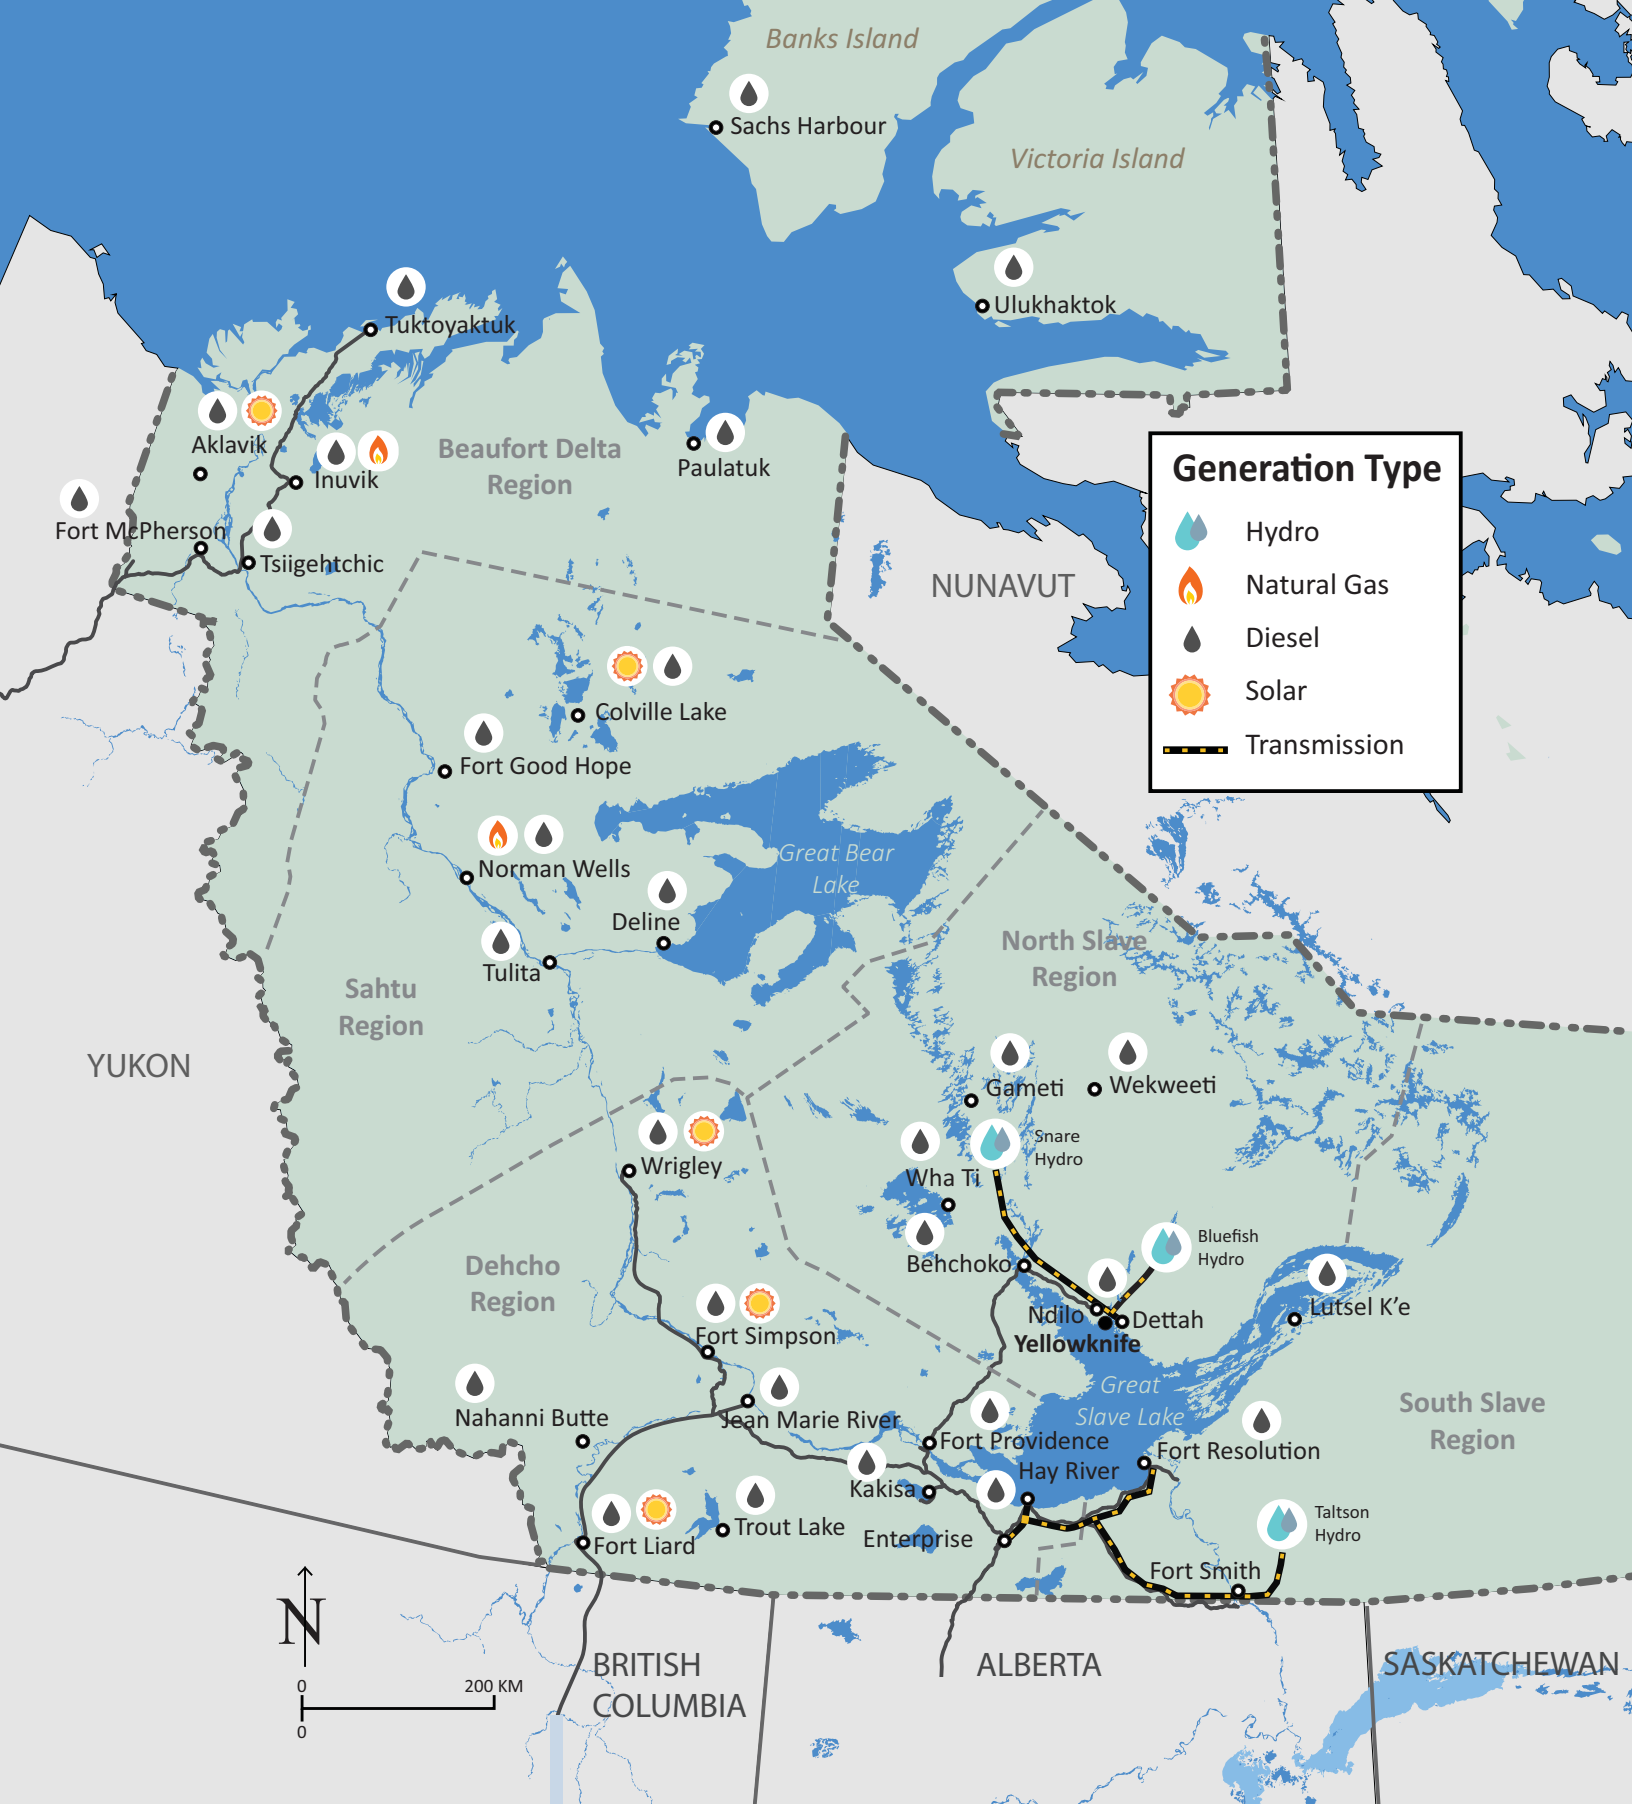 Banks Island
Sachs Harbour
Victoria Island
Ulukhaktok
Tuktoyaktuk
Aklavik
Inuvik
Beaufort Delta
Region
Paulatuk
Fort McPherson
Tsiigehtchic
NUNAVUT
Generation Type
Hydro
Natural Gas
Diesel
Solar
Transmission
Colville Lake
Fort Good Hope
Norman Wells
Great Bear
Lake
Deline
Tulita
North Slave
Region
Sahtu
Region
YUKON
Gameti
Wekweeti
Snare
Hydro
Wrigley
Wha Ti
Behchoko
Bluefish
Hydro
Dehcho
Region
Ndilo
Dettah
Yellowknife
Lutsel K'e
Fort Simpson
Great
Slave Lake
South Slave
Region
Nahanni Butte
Jean Marie River
Fort Providence
Fort Resolution
Hay River
Kakisa
Trout Lake
Enterprise
Fort Liard
Taltson
Hydro
Fort Smith
N
0
200 KM
0
BRITISH
COLUMBIA
ALBERTA
SASKATCHEWAN